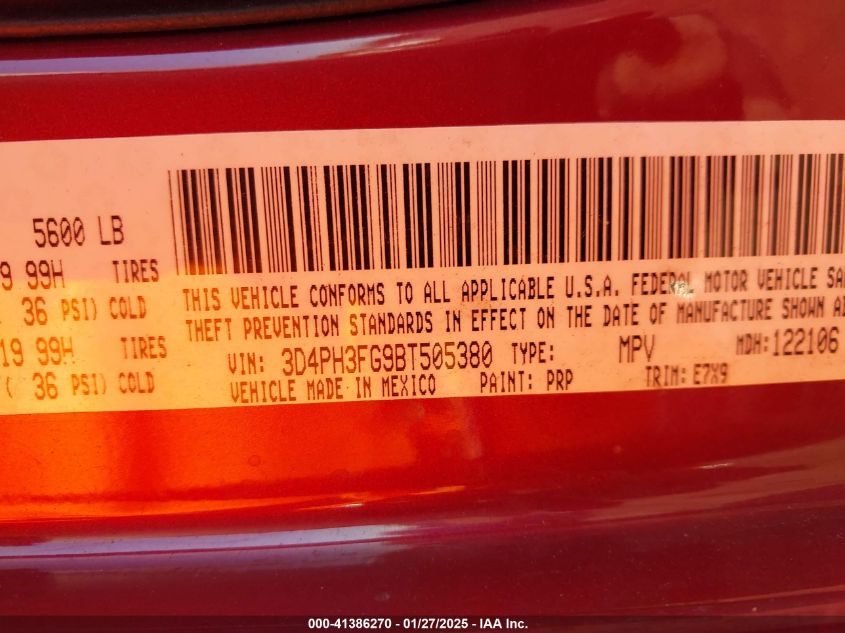 5600 LB
9 99H TIRES
36 PSI) COLD
19 99H TIRES
( 36 PSI) COLD
THIS VEHICLE CONFORMS TO ALL APPLICABLE U.S.A. FEDERAL MOTOR VEHICLE SA
THEFT PREVENTION STANDARDS IN EFFECT ON THE DATE OF MANUFACTURE SHOWN A
VIN: 3D4PH3FG9BT505380 TYPE: MPV MDH:122106
VEHICLE MADE IN MEXICO PAINT: PRP TRIM: E7X9
000-41386270 - 01/27/2025 - IAA Inc.